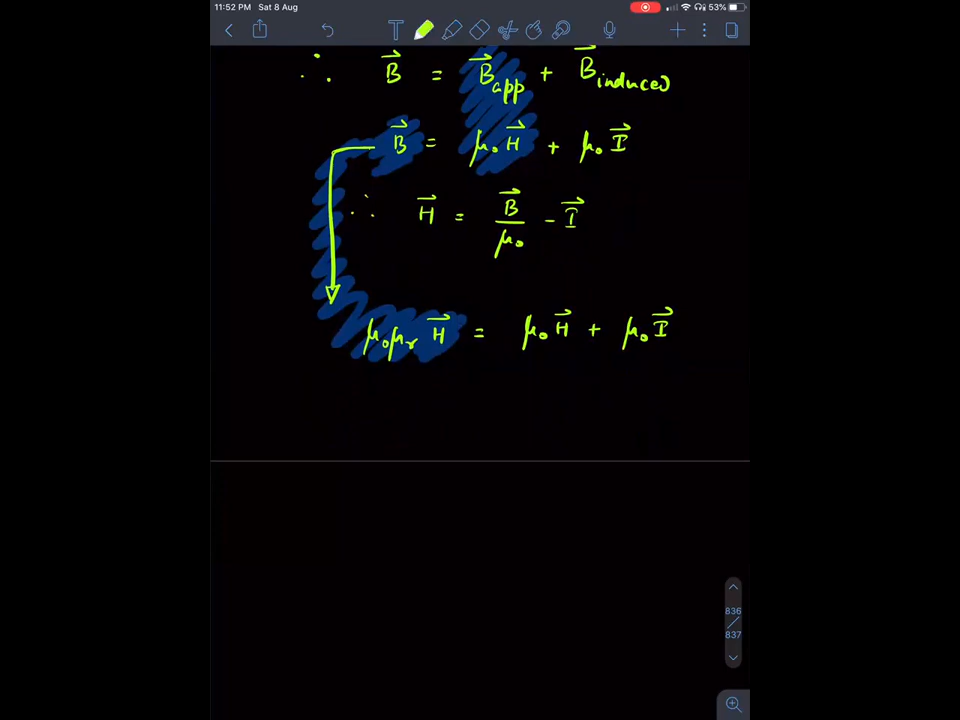 11:52 PM Sat 8 Aug 53%
∴ B⃗ = B⃗app + B⃗induced
B⃗ = μ₀H⃗ + μ₀I⃗
∴ H⃗ = B⃗/μ₀ - I⃗
μ₀μᵣH⃗ = μ₀H⃗ + μ₀I⃗
836
/
837